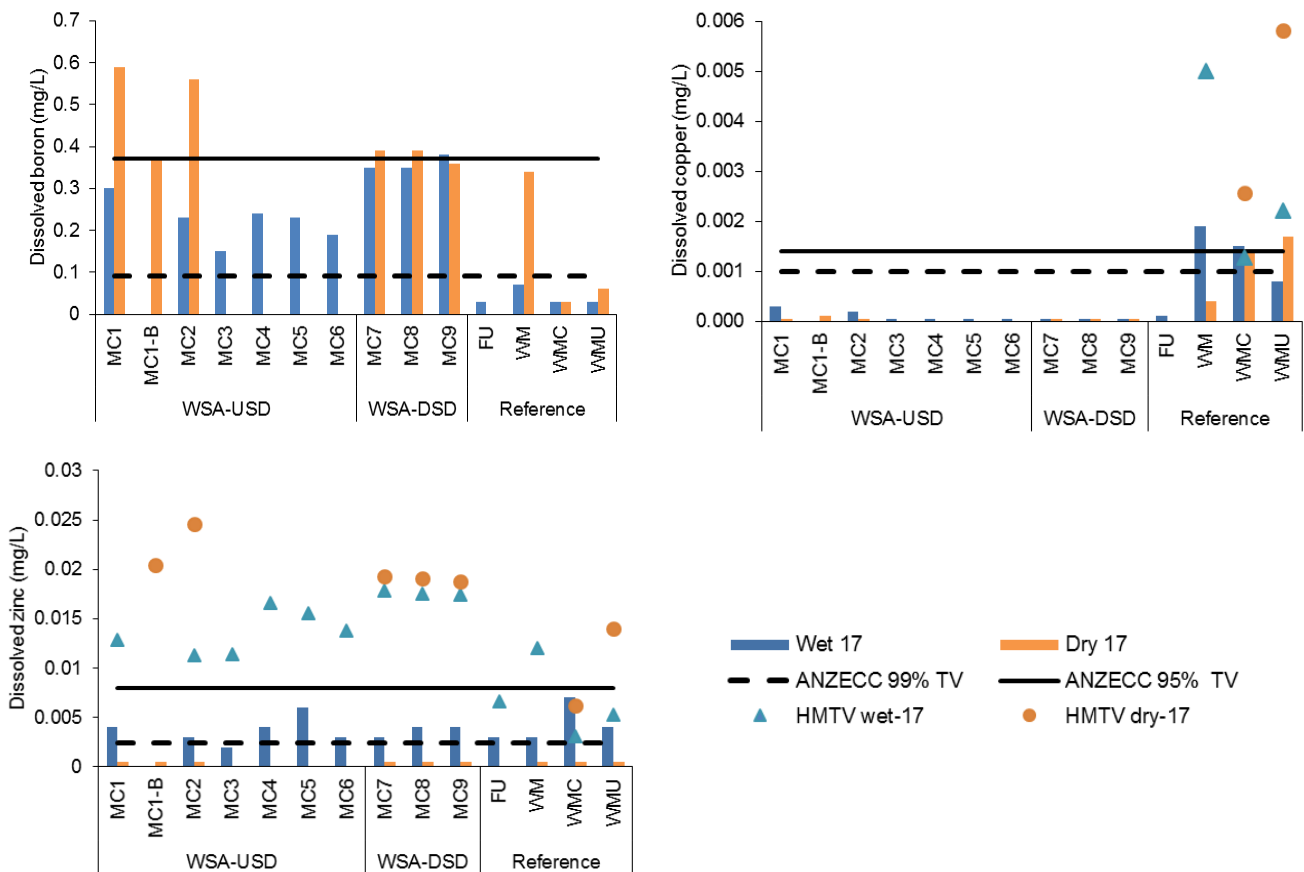 Dissolved boron (mg/L)
0.7
0.6
0.5
0.4
0.3
0.2
0.1
0
MC1
MC1-B
MC2
MC3
MC4
MC5
MC6
MC7
MC8
MC9
FU
WM
WMC
WMU
WSA-USD
WSA-DSD
Reference
Dissolved copper (mg/L)
0.006
0.005
0.004
0.003
0.002
0.001
0.000
MC1
MC1-B
MC2
MC3
MC4
MC5
MC6
MC7
MC8
MC9
FU
WM
WMC
WMU
WSA-USD
WSA-DSD
Reference
Dissolved zinc (mg/L)
0.03
0.025
0.02
0.015
0.01
0.005
0
MC1
MC1-B
MC2
MC3
MC4
MC5
MC6
MC7
MC8
MC9
FU
WM
WMC
WMU
WSA-USD
WSA-DSD
Reference
Wet 17
Dry 17
ANZECC 99% TV
ANZECC 95% TV
HMTV wet-17
HMTV dry-17